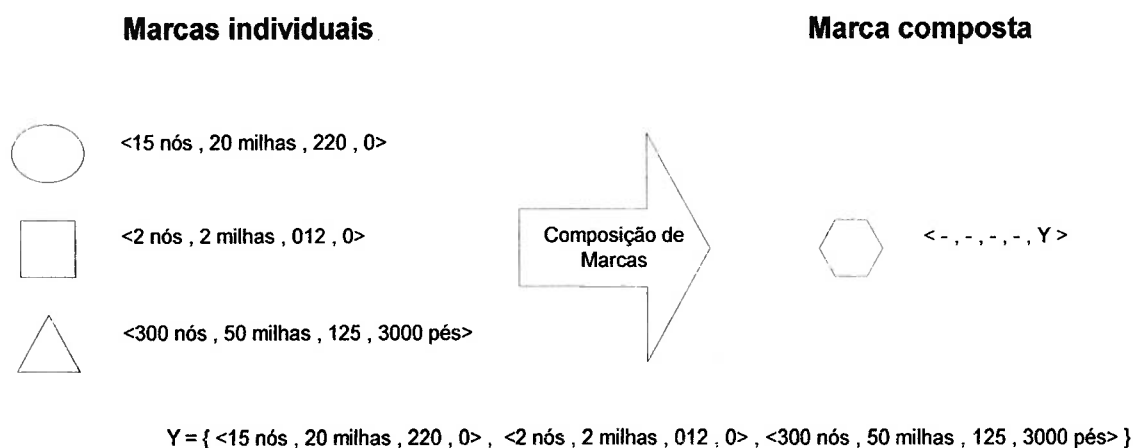 Marcas individuais
Marca composta
<15 nós , 20 milhas , 220 , 0>
<2 nós , 2 milhas , 012 , 0>
Composição de
Marcas
< - , - , - , - , Y >
<300 nós , 50 milhas , 125 , 3000 pés>
Y = { <15 nós , 20 milhas , 220 , 0> , <2 nós , 2 milhas , 012 , 0> , <300 nós , 50 milhas , 125 , 3000 pés> }